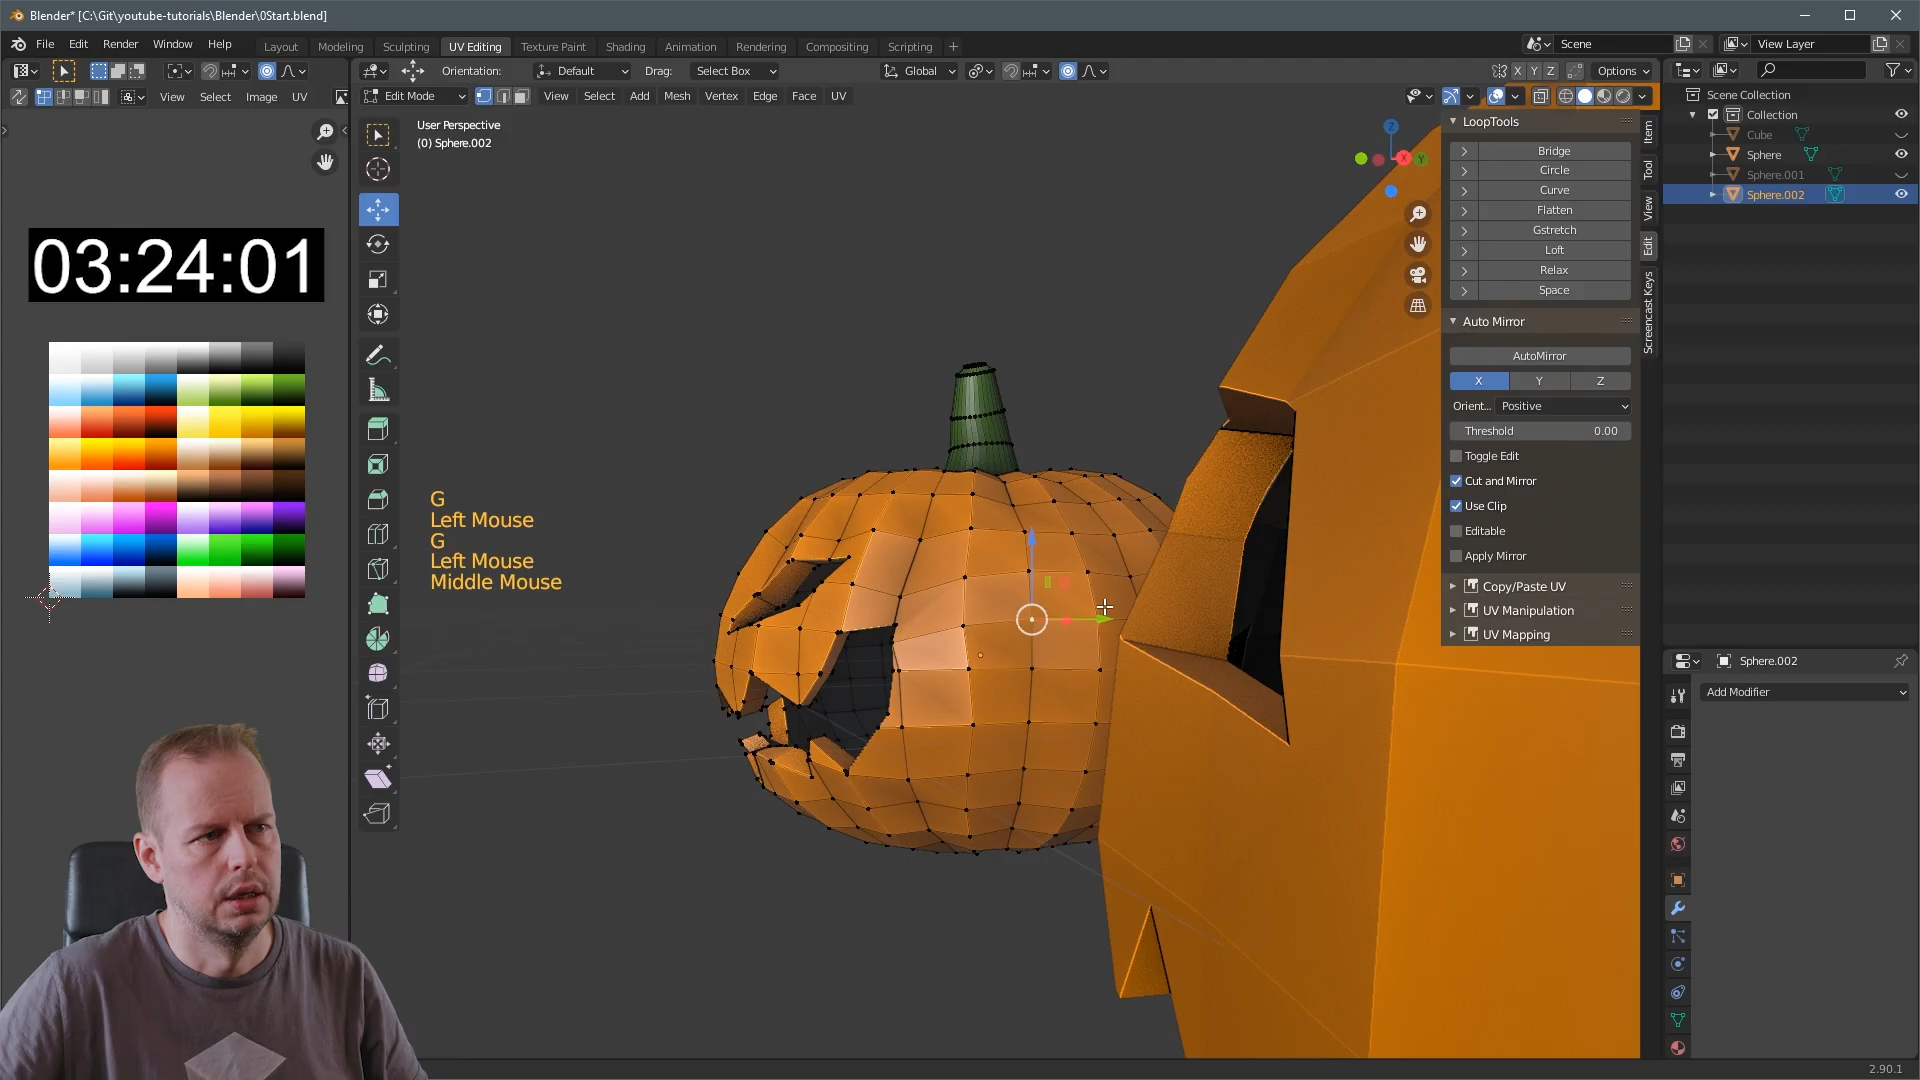 Blender* [C:\Git\youtube-tutorials\Blender\0Start.blend]
File Edit Render Window Help
Layout Modeling Sculpting UV Editing Texture Paint Shading Animation Rendering Compositing Scripting +
Scene
View Layer
Orientation: Default Drag: Select Box
Global
X Y Z Options
View Select Image UV
Edit Mode View Select Add Mesh Vertex Edge Face UV
User Perspective
(0) Sphere.002
03:24:01
G
Left Mouse
G
Left Mouse
Middle Mouse
Z
X
Y
LoopTools
Bridge
Circle
Curve
Flatten
Gstretch
Loft
Relax
Space
Auto Mirror
AutoMirror
X Y Z
Orient... Positive
Threshold 0.00
Toggle Edit
Cut and Mirror
Use Clip
Editable
Apply Mirror
Copy/Paste UV
UV Manipulation
UV Mapping
Item
Tool
View
Edit
Screencast Keys
Scene Collection
Collection
Cube
Sphere
Sphere.001
Sphere.002
Sphere.002
Add Modifier
2.90.1